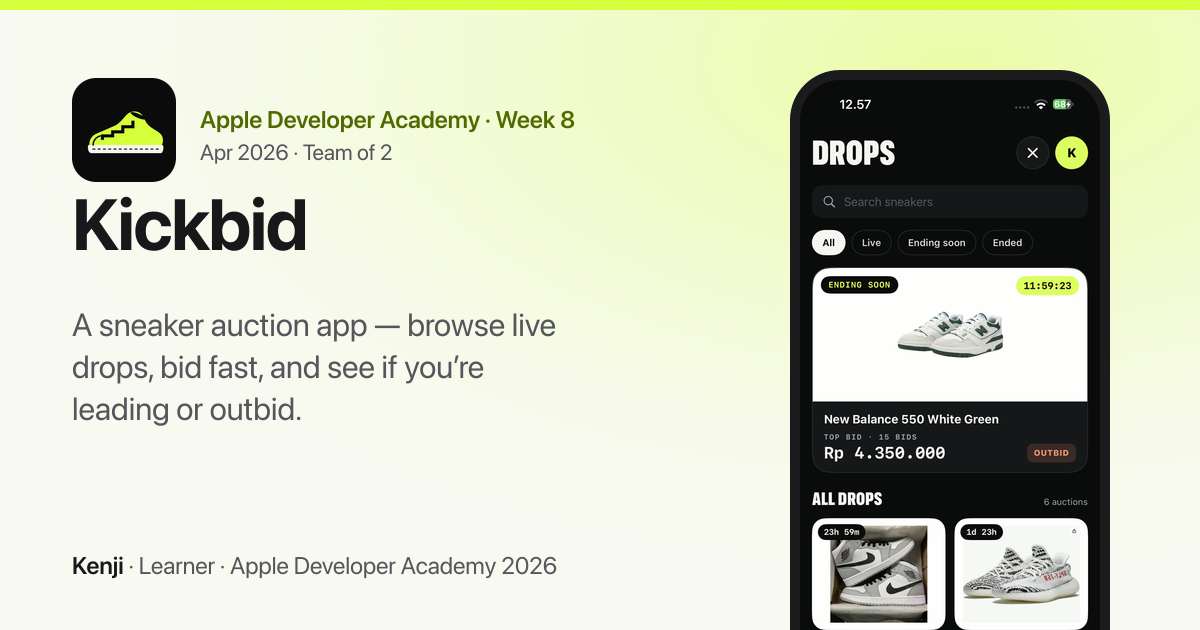 Apple Developer Academy · Week 8
Apr 2026 · Team of 2
Kickbid
A sneaker auction app — browse live
drops, bid fast, and see if you’re
leading or outbid.
Kenji · Learner · Apple Developer Academy 2026
12.57
68
DROPS
K
Search sneakers
All
Live
Ending soon
Ended
ENDING SOON
11:59:23
N
N
New Balance 550 White Green
TOP BID · 15 BIDS
Rp 4.350.000
OUTBID
ALL DROPS
6 auctions
23h 59m
1d 23h